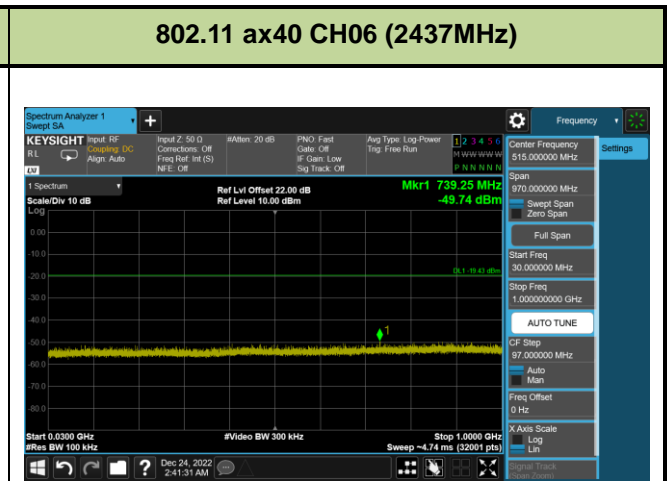 802.11 ax40 CH06 (2437MHz)
Spectrum Analyzer 1
Swept SA
Frequency
KEYSIGHT
RL
LXI
Input: RF
Coupling: DC
Align: Auto
Input Z: 50 Ω
Corrections: Off
Freq Ref: Int (S)
NFE: Off
#Atten: 20 dB
PNO: Fast
Gate: Off
IF Gain: Low
Sig Track: Off
Avg Type: Log-Power
Trig: Free Run
1 2 3 4 5 6
M W W W W W
P N N N N N
1 Spectrum
Scale/Div 10 dB
Log
Ref Lvl Offset 22.00 dB
Ref Level 10.00 dBm
Mkr1 739.25 MHz
-49.74 dBm
0.00
-10.0
-20.0
-30.0
-40.0
-50.0
-60.0
-70.0
-80.0
DL1 -19.43 dBm
1
Start 0.0300 GHz
#Res BW 100 kHz
#Video BW 300 kHz
Stop 1.0000 GHz
Sweep ~4.74 ms (32001 pts)
Center Frequency
515.000000 MHz
Settings
Span
970.000000 MHz
Swept Span
Zero Span
Full Span
Start Freq
30.000000 MHz
Stop Freq
1.000000000 GHz
AUTO TUNE
CF Step
97.000000 MHz
Auto
Man
Freq Offset
0 Hz
X Axis Scale
Log
Lin
Signal Track
(Span Zoom)
?
Dec 24, 2022
2:41:31 AM